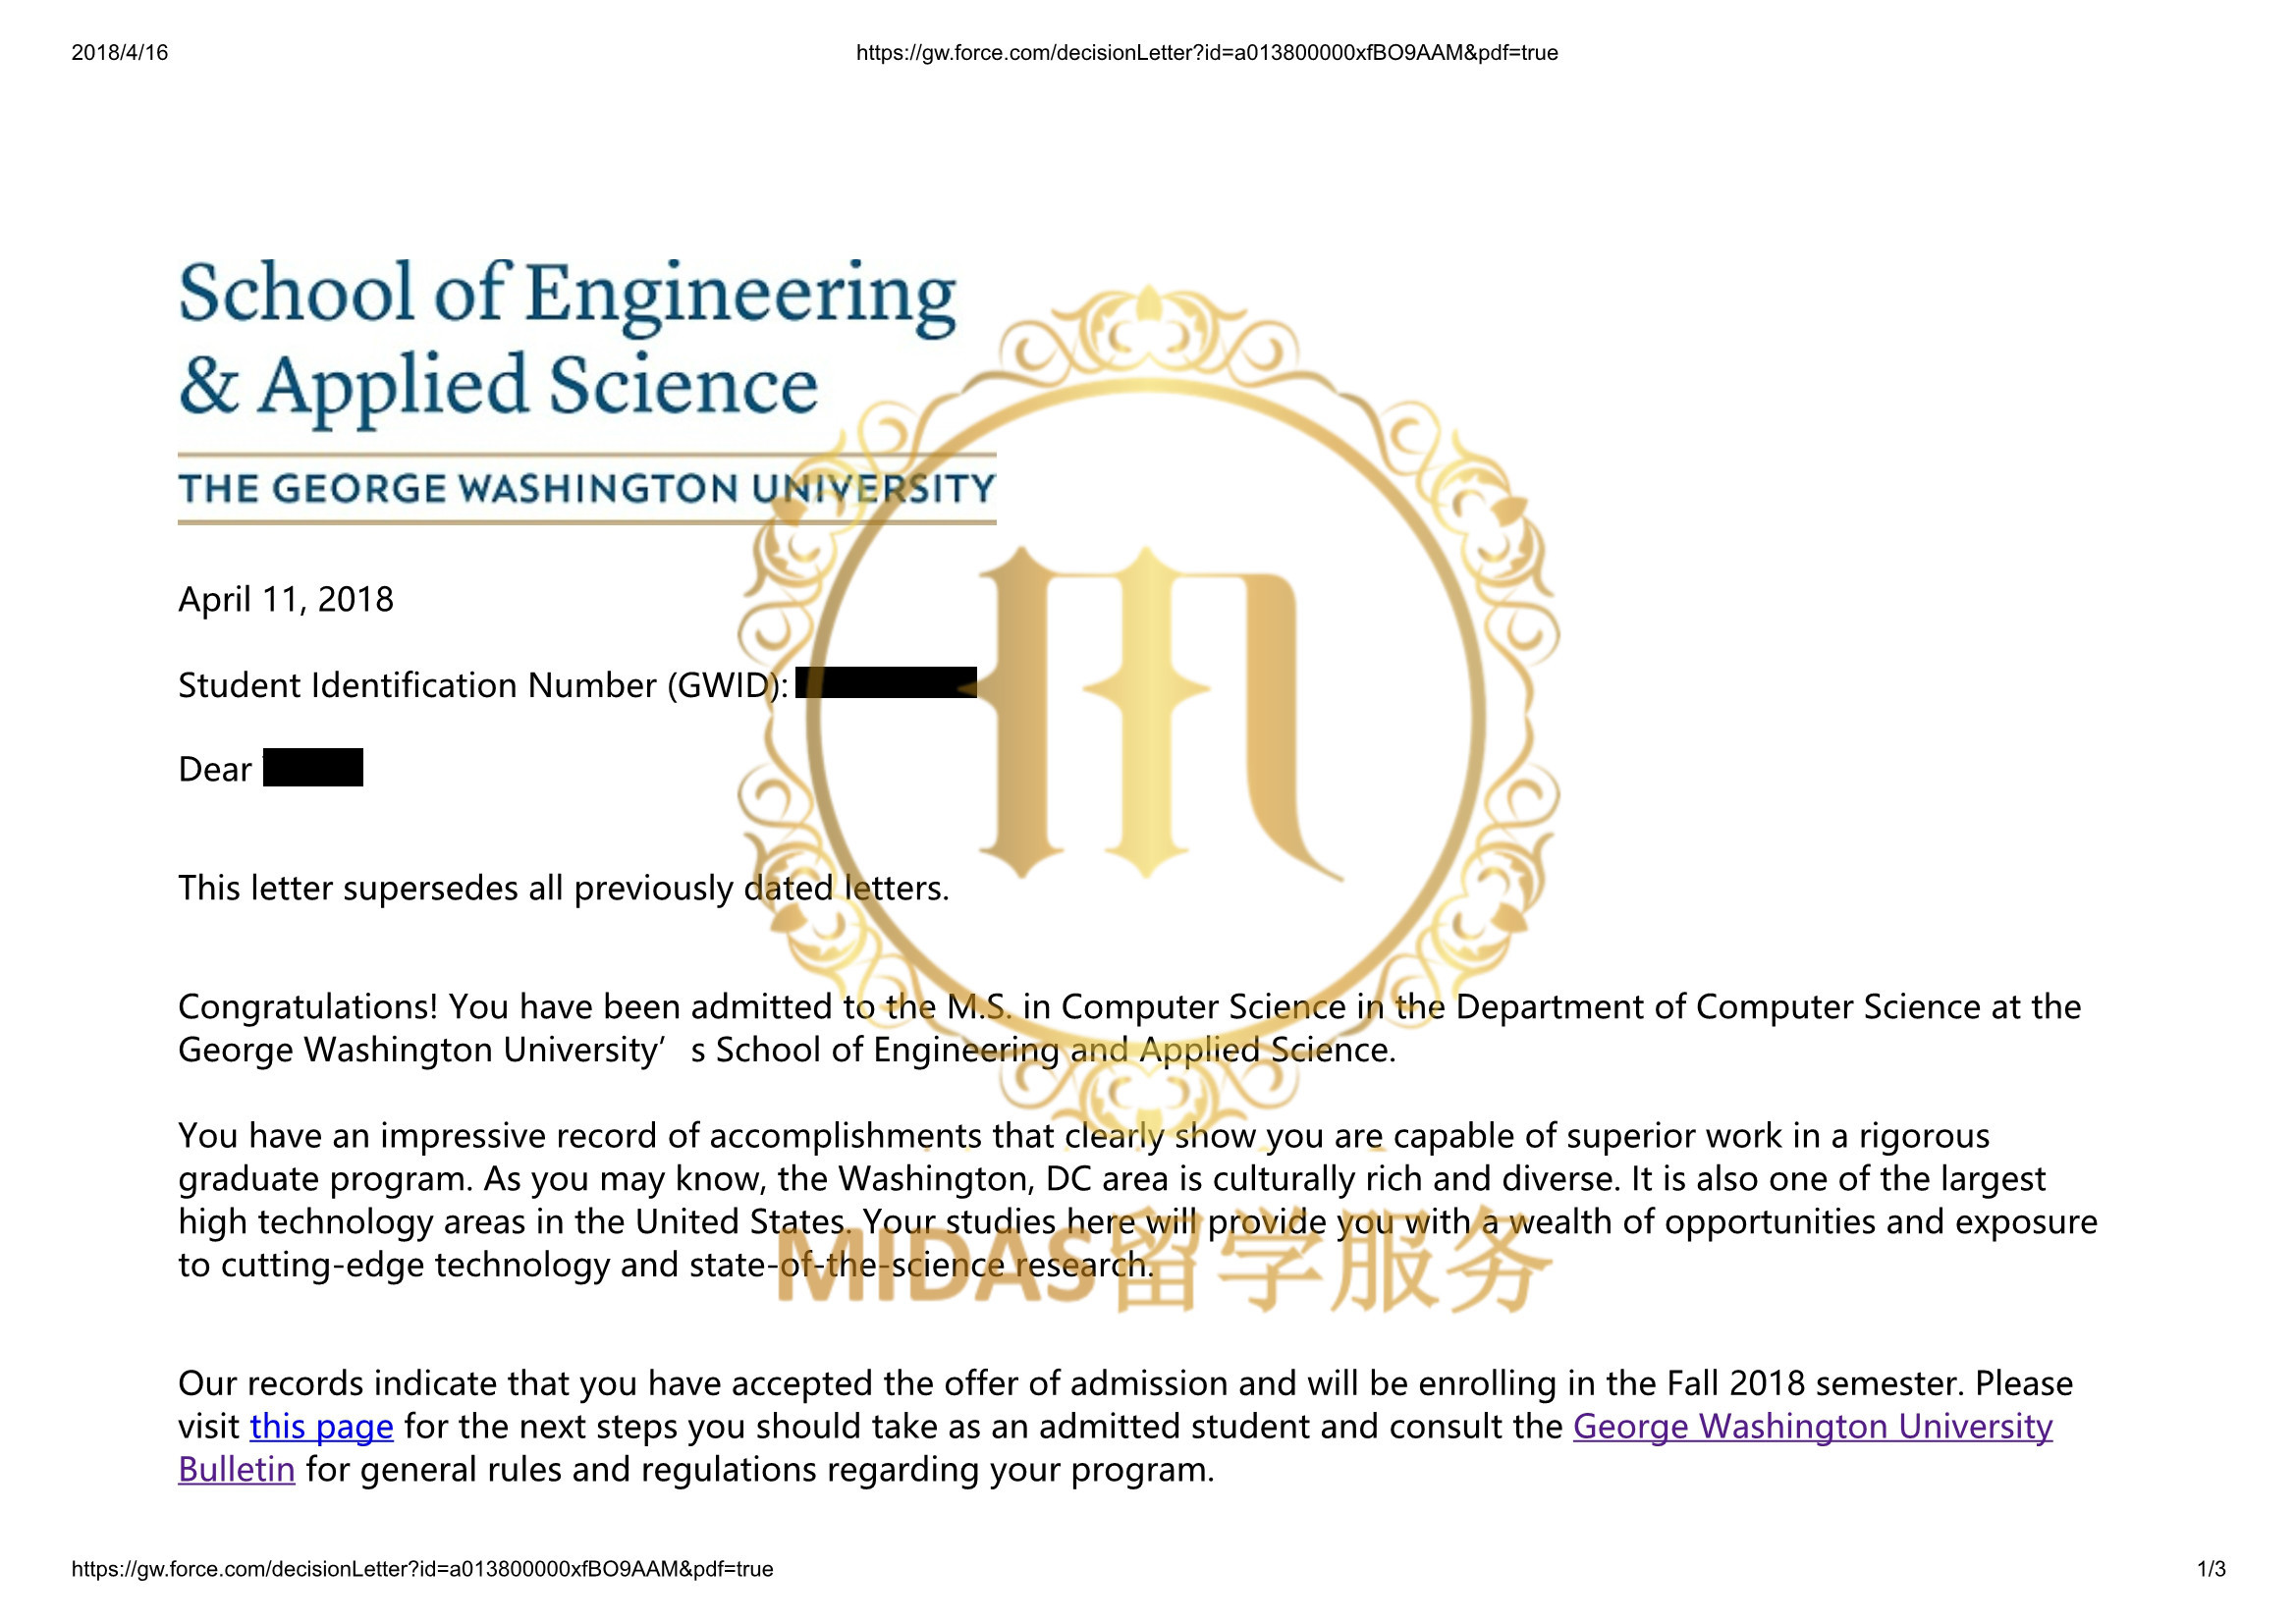 2018/4/16 https://gw.force.com/decisionLetter?id=a013800000xfBO9AAM&pdf=true
School of Engineering
& Applied Science
THE GEORGE WASHINGTON UNIVERSITY
April 11, 2018
Student Identification Number (GWID):
Dear
This letter supersedes all previously dated letters.
Congratulations! You have been admitted to the M.S. in Computer Science in the Department of Computer Science at the
George Washington University′ s School of Engineering and Applied Science.
You have an impressive record of accomplishments that clearly show you are capable of superior work in a rigorous
graduate program. As you may know, the Washington, DC area is culturally rich and diverse. It is also one of the largest
high technology areas in the United States. Your studies here will provide you with a wealth of opportunities and exposure
to cutting-edge technology and state-of-the-science research.
MIDAS留学服务
Our records indicate that you have accepted the offer of admission and will be enrolling in the Fall 2018 semester. Please
visit this page for the next steps you should take as an admitted student and consult the George Washington University
Bulletin for general rules and regulations regarding your program.
https://gw.force.com/decisionLetter?id=a013800000xfBO9AAM&pdf=true 1/3